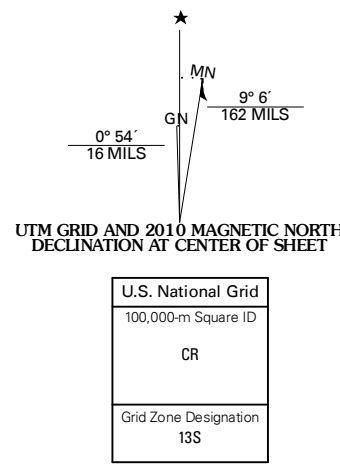 MN
GN
9° 6´
162 MILS
0° 54´
16 MILS
UTM GRID AND 2010 MAGNETIC NORTH
DECLINATION AT CENTER OF SHEET
U.S. National Grid
100,000-m Square ID
CR
Grid Zone Designation
13S